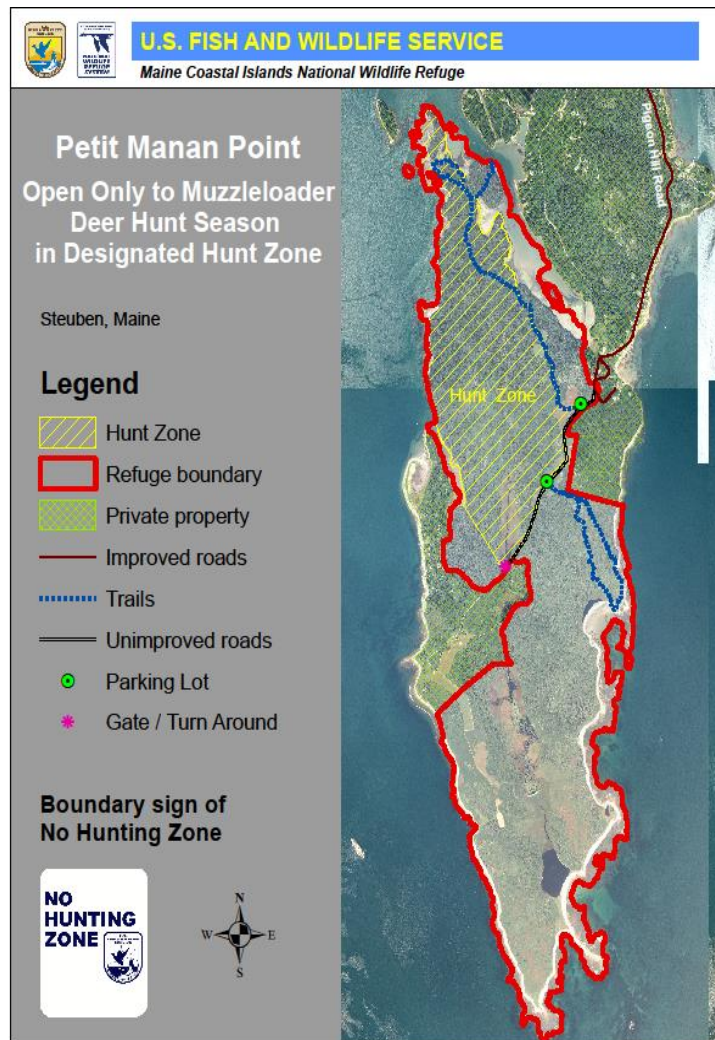 U.S. FISH AND WILDLIFE SERVICE
Maine Coastal Islands National Wildlife Refuge
Petit Manan Point
Open Only to Muzzleloader
Deer Hunt Season
in Designated Hunt Zone
Steuben, Maine
Legend
Hunt Zone
Refuge boundary
Private property
Improved roads
Trails
Unimproved roads
Parking Lot
Gate / Turn Around
Boundary sign of
No Hunting Zone
NO
HUNTING
ZONE
N
W E
S
Pigeon Hill Road
Hunt Zone